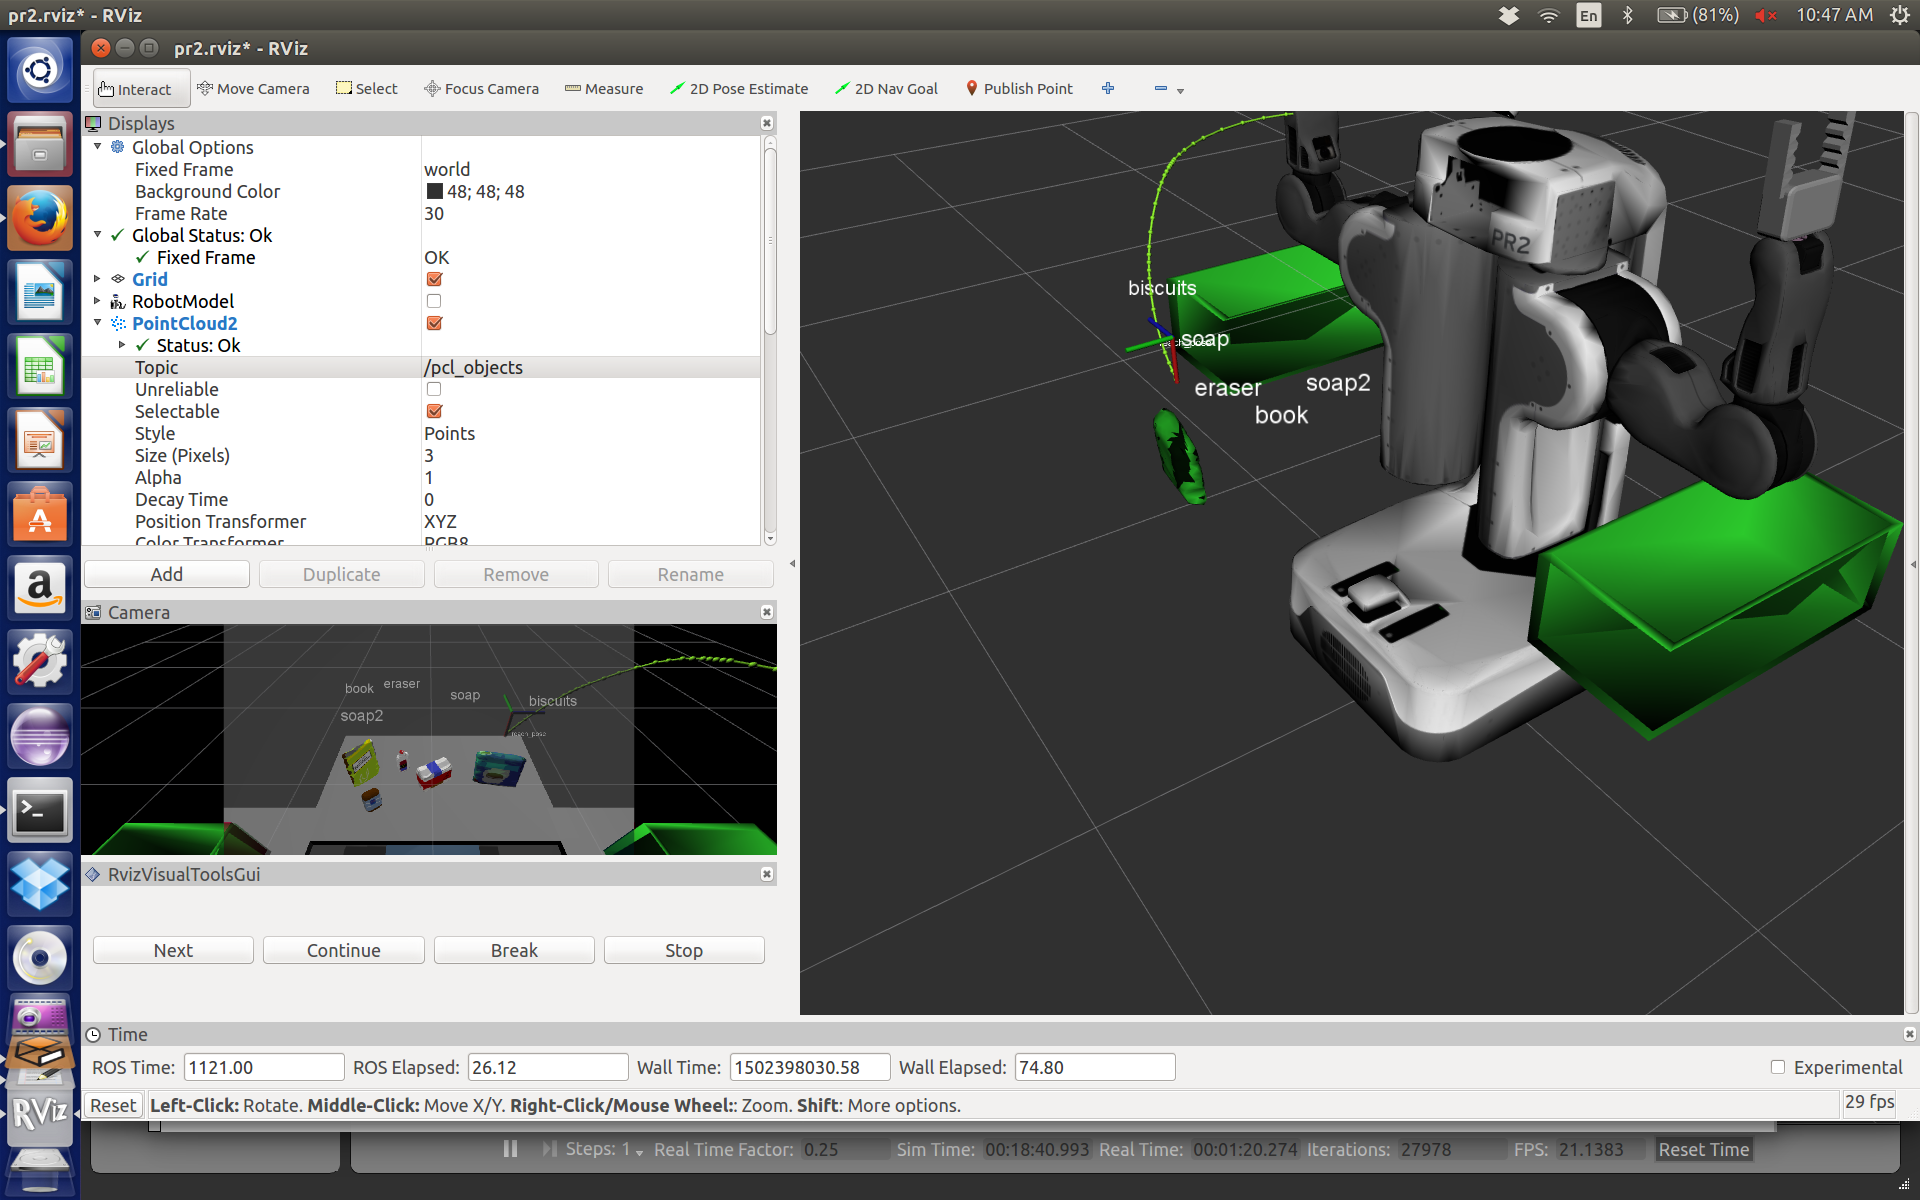 pr2.rviz* - RViz
En
(81%)
10:47 AM
pr2.rviz* - RViz
Interact
Move Camera
Select
Focus Camera
Measure
2D Pose Estimate
2D Nav Goal
Publish Point
Displays
Global Options
Fixed Frame world
Background Color 48; 48; 48
Frame Rate 30
Global Status: Ok
Fixed Frame OK
Grid
RobotModel
PointCloud2
Status: Ok
Topic /pcl_objects
Unreliable
Selectable
Style Points
Size (Pixels) 3
Alpha 1
Decay Time 0
Position Transformer XYZ
Color Transformer RGB8
Add
Duplicate
Remove
Rename
Camera
book
eraser
soap
biscuits
soap2
reach_pose
RvizVisualToolsGui
Next
Continue
Break
Stop
PR2
biscuits
soap
eraser
soap2
book
Time
ROS Time: 1121.00
ROS Elapsed: 26.12
Wall Time: 1502398030.58
Wall Elapsed: 74.80
Experimental
Reset
Left-Click: Rotate. Middle-Click: Move X/Y. Right-Click/Mouse Wheel:: Zoom. Shift: More options.
29 fps
RViz
Steps: 1
Real Time Factor: 0.25
Sim Time: 00:18:40.993
Real Time: 00:01:20.274
Iterations: 27978
FPS: 21.1383
Reset Time